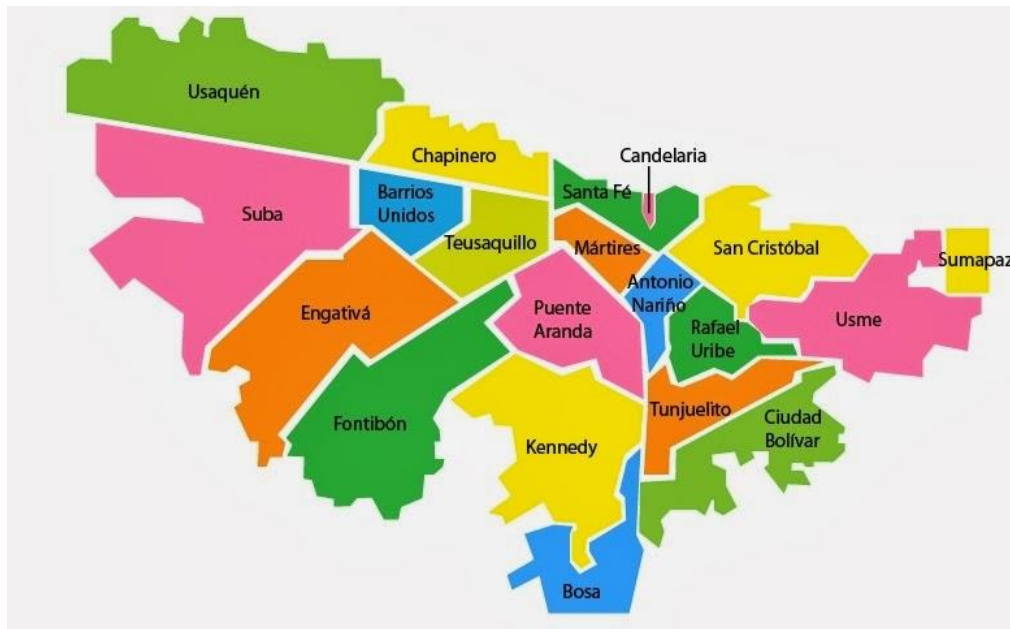 Usaquén
Chapinero
Candelaria
Santa Fé
Barrios
Unidos
Suba
Teusaquillo
Mártires
San Cristóbal
Sumapaz
Antonio
Nariño
Engativá
Puente
Aranda
Rafael
Uribe
Usme
Fontibón
Tunjuelito
Ciudad
Bolívar
Kennedy
Bosa